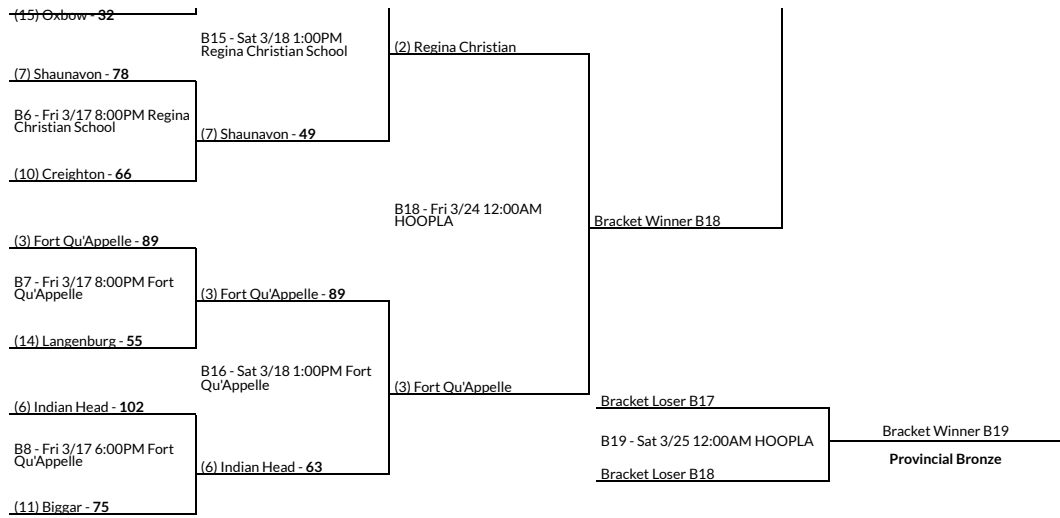 (15) Oxbow - 32
B15 - Sat 3/18 1:00PM
Regina Christian School
(2) Regina Christian
(7) Shaunavon - 78
B6 - Fri 3/17 8:00PM Regina
Christian School
(7) Shaunavon - 49
(10) Creighton - 66
B18 - Fri 3/24 12:00AM
HOOPLA
Bracket Winner B18
(3) Fort Qu'Appelle - 89
B7 - Fri 3/17 8:00PM Fort
Qu'Appelle
(3) Fort Qu'Appelle - 89
(14) Langenburg - 55
B16 - Sat 3/18 1:00PM Fort
Qu'Appelle
(3) Fort Qu'Appelle
(6) Indian Head - 102
B8 - Fri 3/17 6:00PM Fort
Qu'Appelle
(6) Indian Head - 63
(11) Biggar - 75
Bracket Loser B17
B19 - Sat 3/25 12:00AM HOOPLA
Bracket Loser B18
Bracket Winner B19
Provincial Bronze